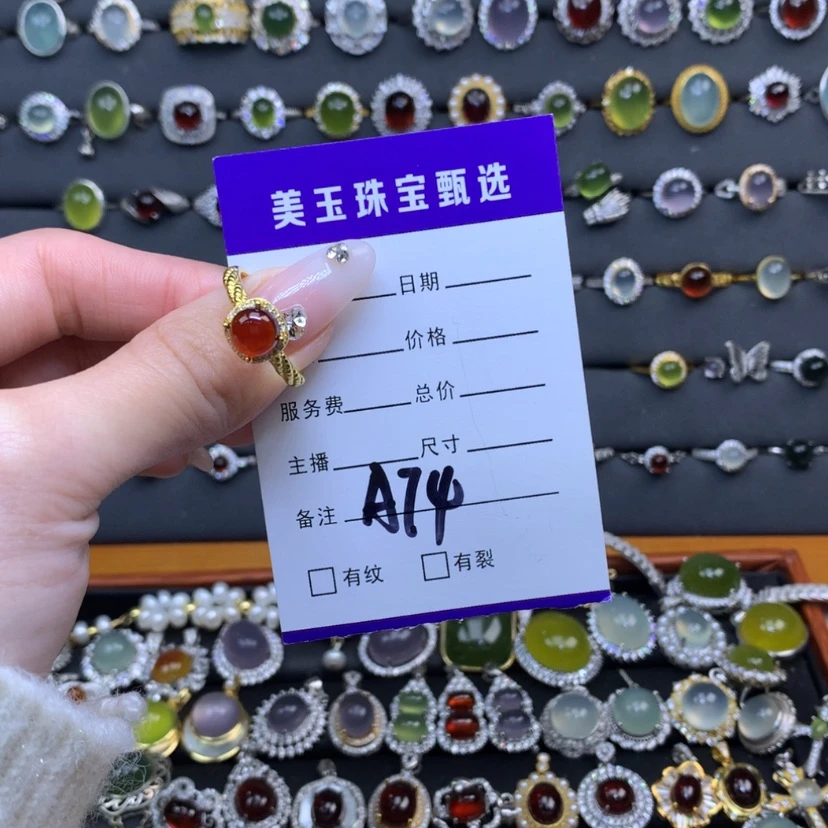 美玉珠宝甄选
日期
价格
服务费 总价
主播 尺寸
备注 A74
有纹 有裂